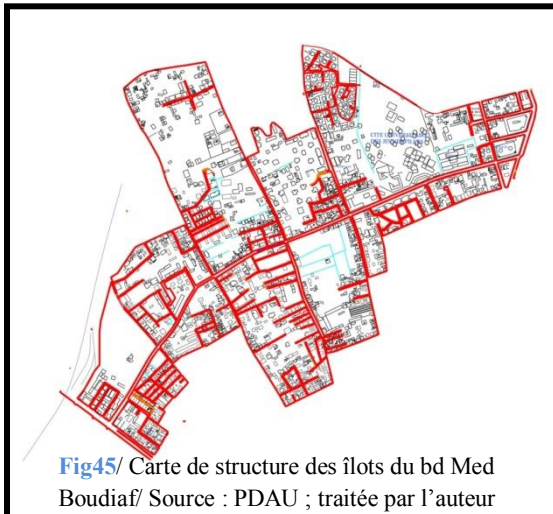 Fig45/ Carte de structure des îlots du bd Med
Boudiaf/ Source : PDAU ; traitée par l’auteur